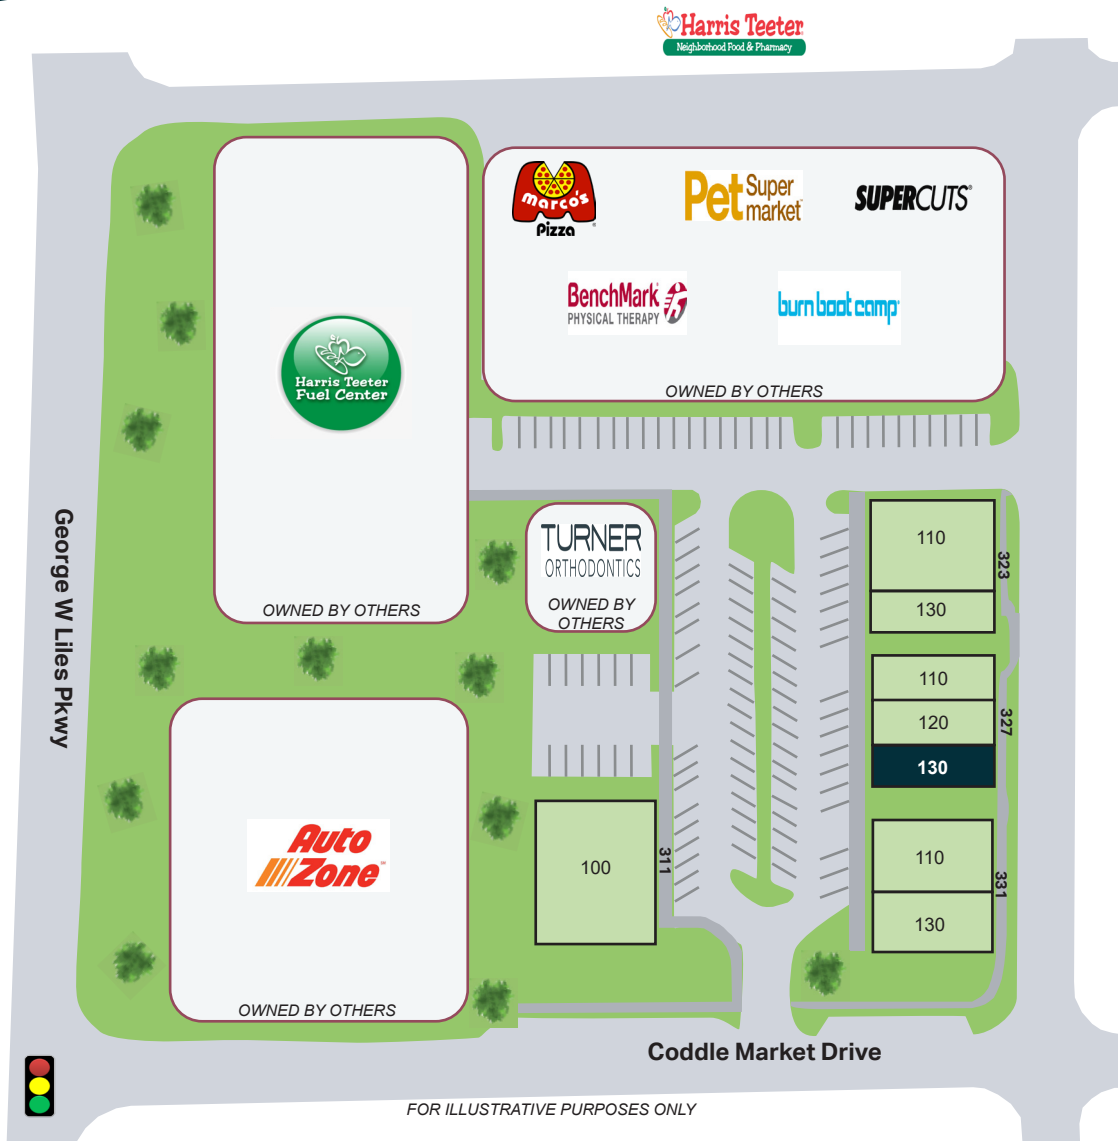 Harris Teeter
Neighborhood Food & Pharmacy
marco's
Pizza
®
Pet Super
market
SUPERCUTS®
BenchMark®
PHYSICAL THERAPY
burn boot camp
OWNED BY OTHERS
Harris Teeter
Fuel Center
OWNED BY OTHERS
TURNER
ORTHODONTICS
OWNED BY
OTHERS
110
130
323
110
120
130
327
110
130
331
100
311
George W Liles Pkwy
Auto
Zone
OWNED BY OTHERS
Coddle Market Drive
FOR ILLUSTRATIVE PURPOSES ONLY